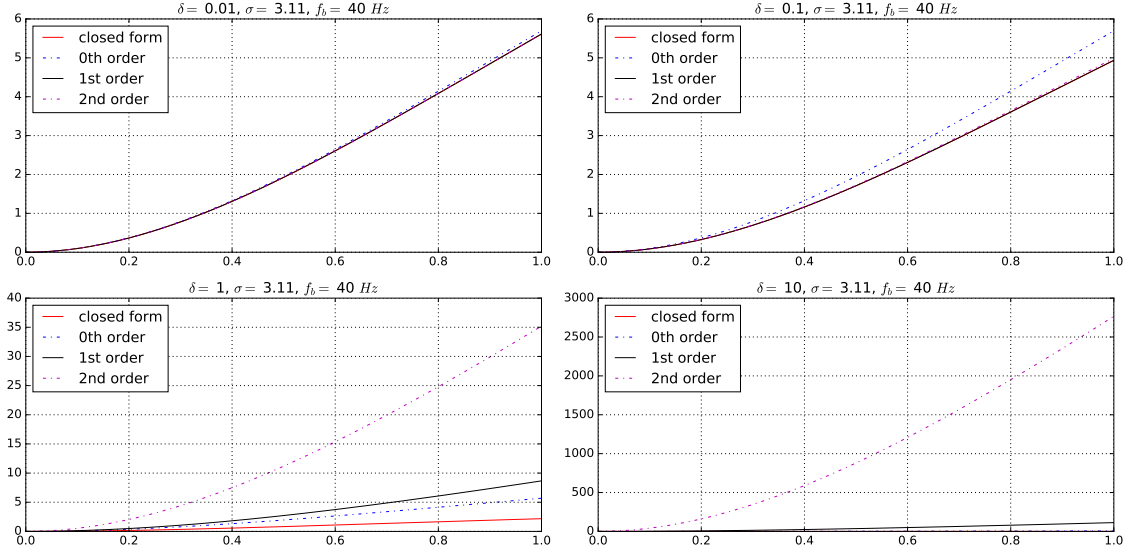 δ = 0.01, σ = 3.11, f_b = 40 Hz
6
5
4
3
2
1
0
closed form
0th order
1st order
2nd order
0.0 0.2 0.4 0.6 0.8 1.0
δ = 0.1, σ = 3.11, f_b = 40 Hz
6
5
4
3
2
1
0
closed form
0th order
1st order
2nd order
0.0 0.2 0.4 0.6 0.8 1.0
δ = 1, σ = 3.11, f_b = 40 Hz
40
35
30
25
20
15
10
5
0
closed form
0th order
1st order
2nd order
0.0 0.2 0.4 0.6 0.8 1.0
δ = 10, σ = 3.11, f_b = 40 Hz
3000
2500
2000
1500
1000
500
0
closed form
0th order
1st order
2nd order
0.0 0.2 0.4 0.6 0.8 1.0